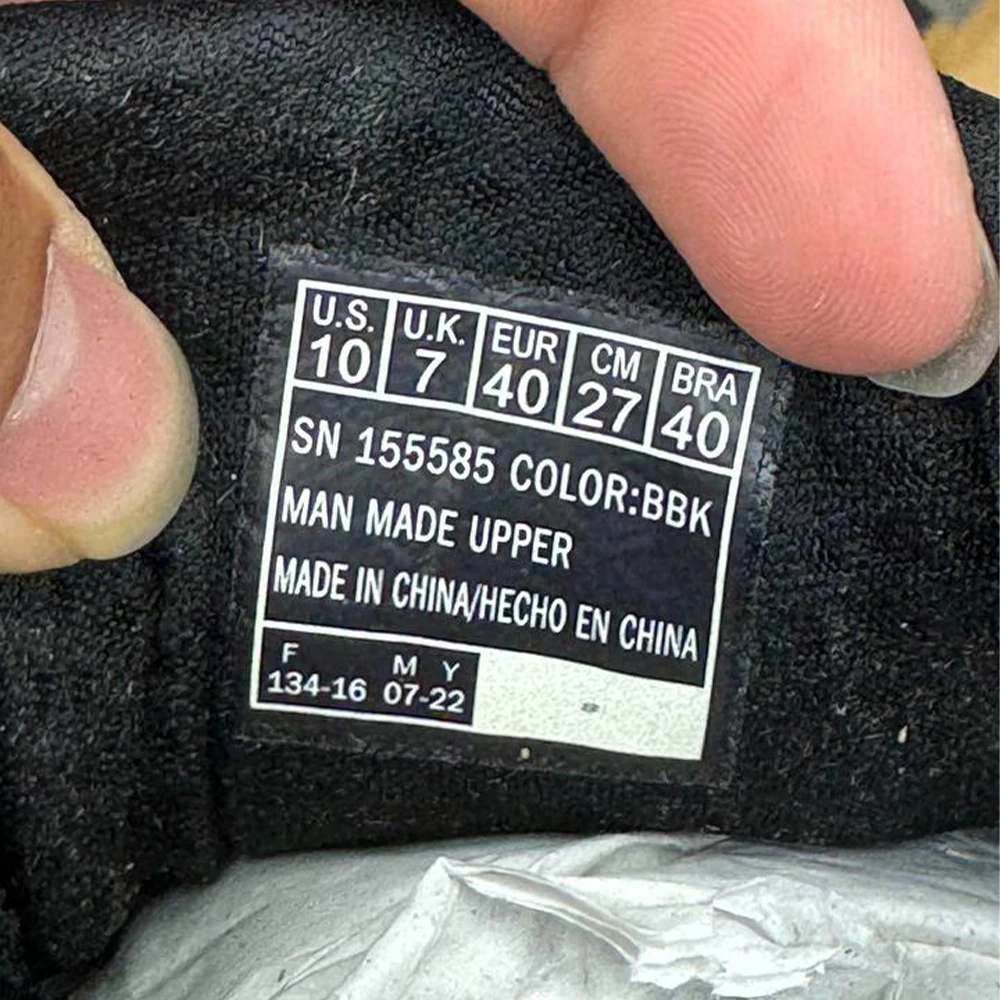 U.S. U.K. EUR CM BRA
10 7 40 27 40
SN 155585 COLOR:BBK
MAN MADE UPPER
MADE IN CHINA/HECHO EN CHINA
F M Y
134-16 07-22